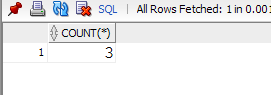 SQL | All Rows Fetched: 1 in 0.001
COUNT(*)
1 3